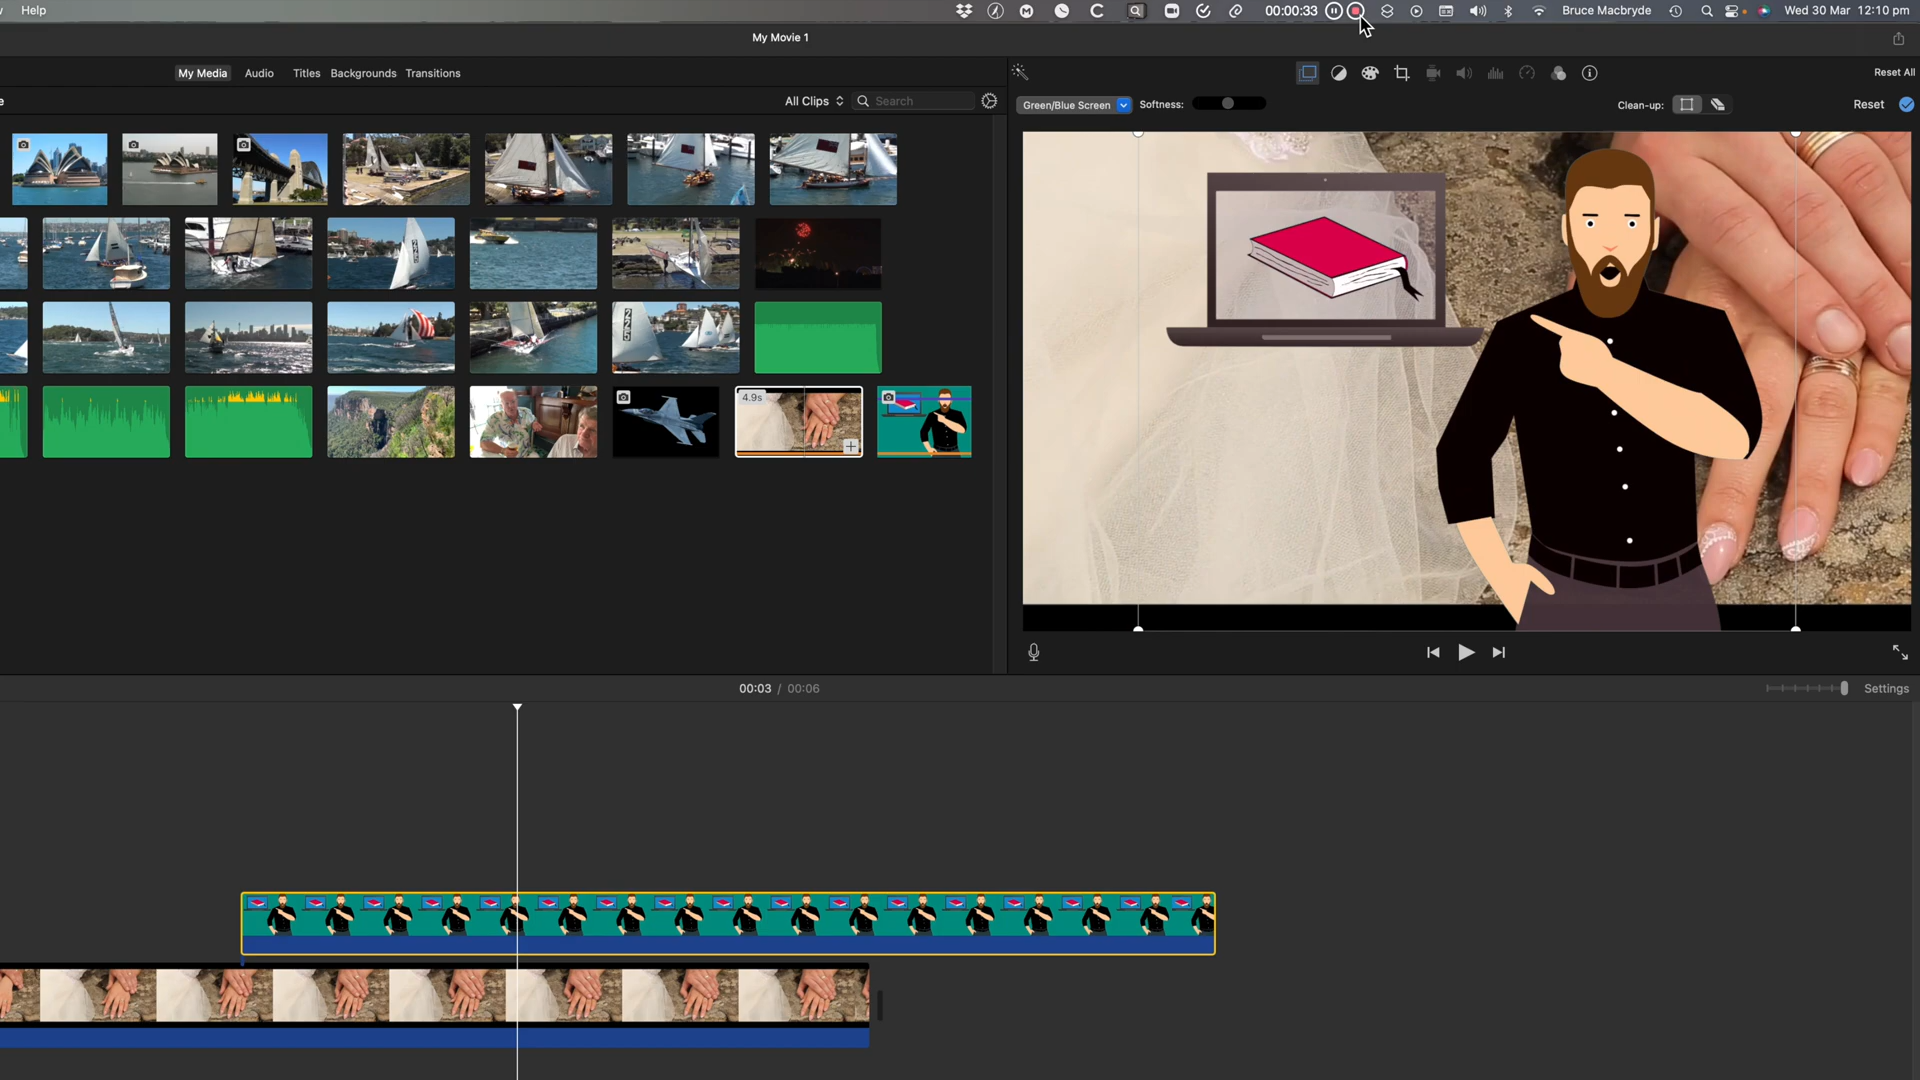 Help
00:00:33
Bruce Macbryde
Wed 30 Mar 12:10 pm
My Movie 1
My Media
Audio
Titles
Backgrounds
Transitions
Reset All
All Clips
Search
Green/Blue Screen
Softness:
Clean-up:
Reset
4.9s
00:03 / 00:06
Settings